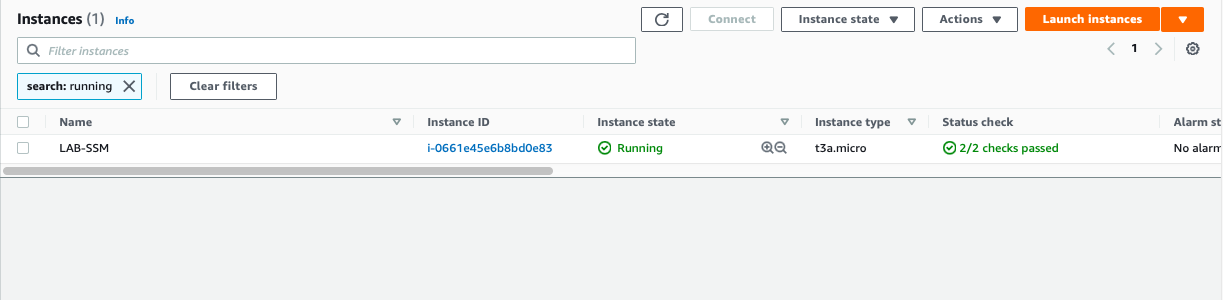 Instances (1) Info
Connect
Instance state
Actions
Launch instances
Filter instances
1
search: running
Clear filters
Name Instance ID Instance state Instance type Status check Alarm st
LAB-SSM i-0661e45e6b8bd0e83 Running t3a.micro 2/2 checks passed No alarm